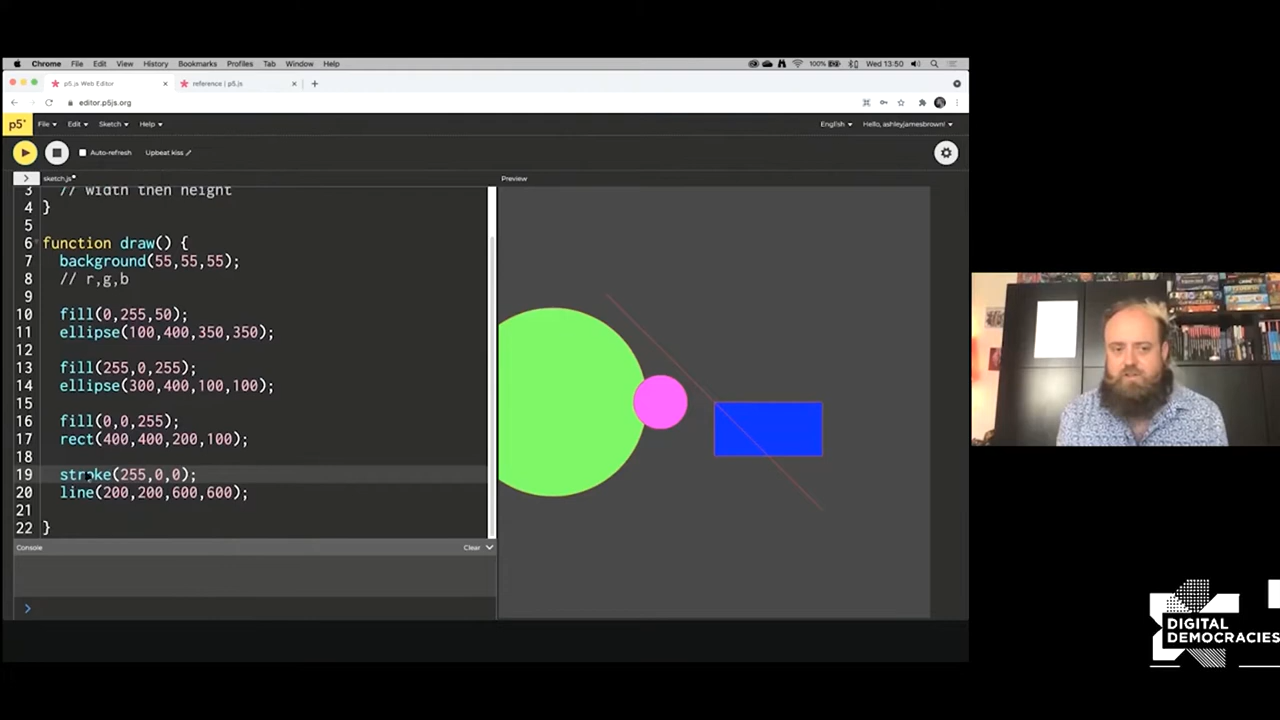 Chrome File Edit View History Bookmarks Profiles Tab Window Help 100% Wed 13:50
p5.js Web Editor reference | p5.js
editor.p5js.org
p5* File Edit Sketch Help English Hello, ashleyjamesbrown!
Auto-refresh Upbeat kiss
sketch.js Preview
3 // width then height
4 }
5
6 function draw() {
7 background(55,55,55);
8 // r,g,b
9
10 fill(0,255,50);
11 ellipse(100,400,350,350);
12
13 fill(255,0,255);
14 ellipse(300,400,100,100);
15
16 fill(0,0,255);
17 rect(400,400,200,100);
18
19 stroke(255,0,0);
20 line(200,200,600,600);
21
22 }
Console Clear
>
DIGITAL
DEMOCRACIES